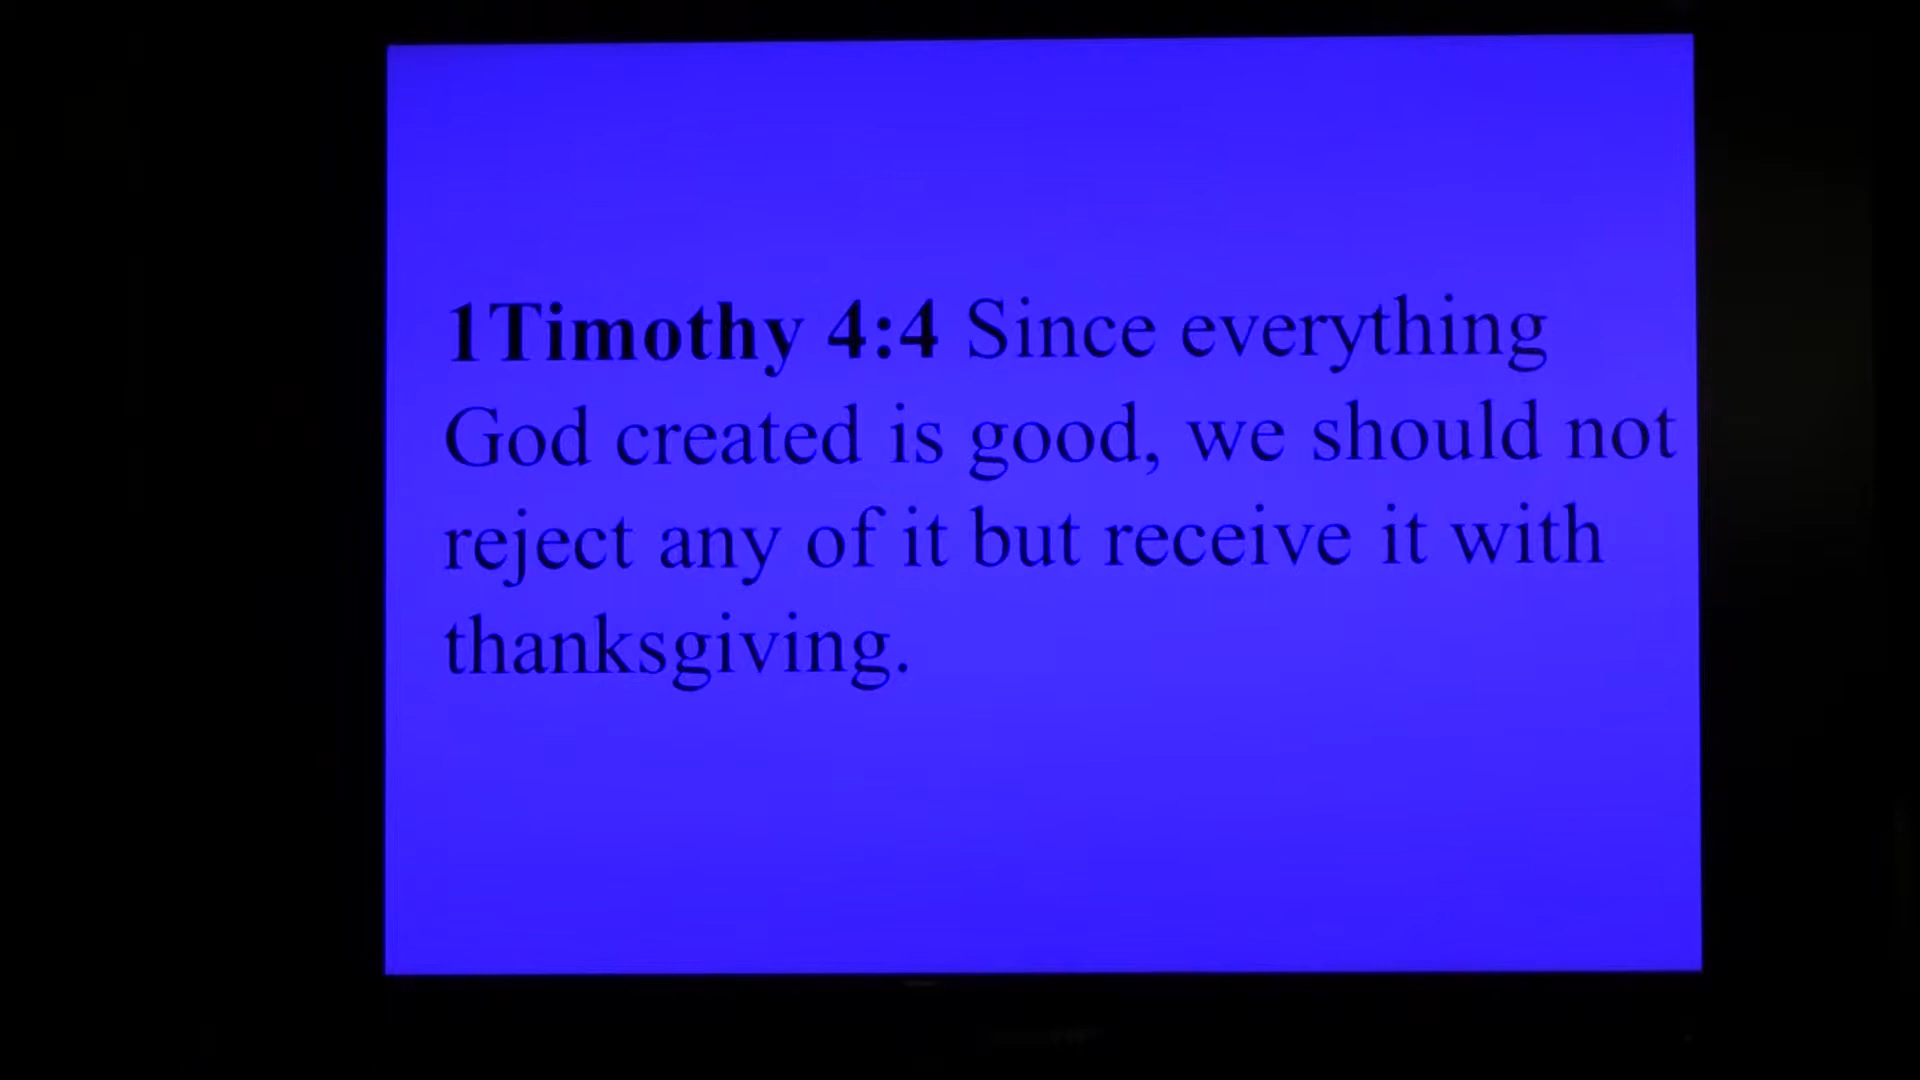 1Timothy 4:4 Since everything
God created is good, we should not
reject any of it but receive it with
thanksgiving.